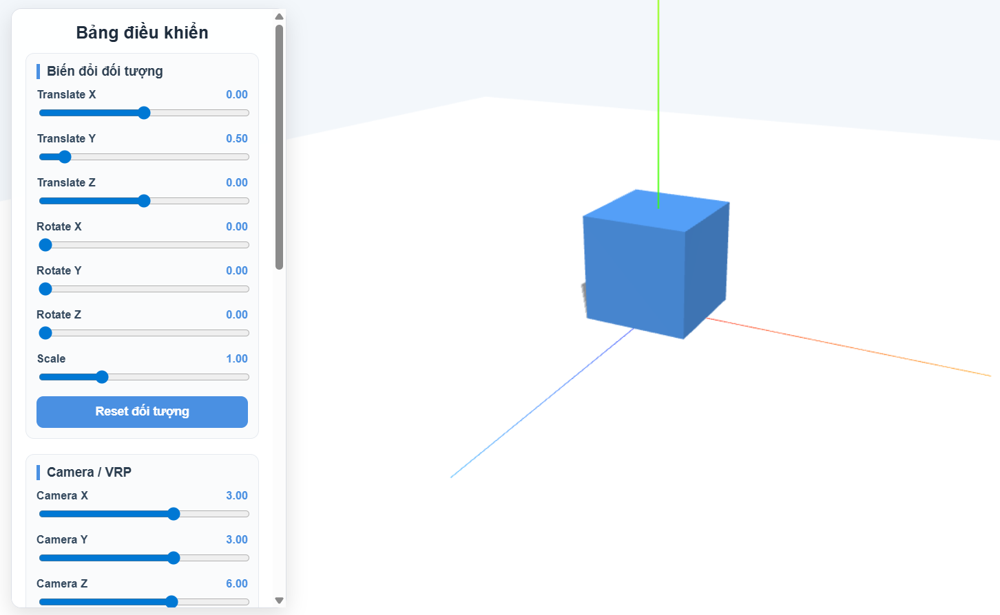 Bảng điều khiển
Biến đổi đối tượng
Translate X 0.00
Translate Y 0.50
Translate Z 0.00
Rotate X 0.00
Rotate Y 0.00
Rotate Z 0.00
Scale 1.00
Reset đối tượng
Camera / VRP
Camera X 3.00
Camera Y 3.00
Camera Z 6.00